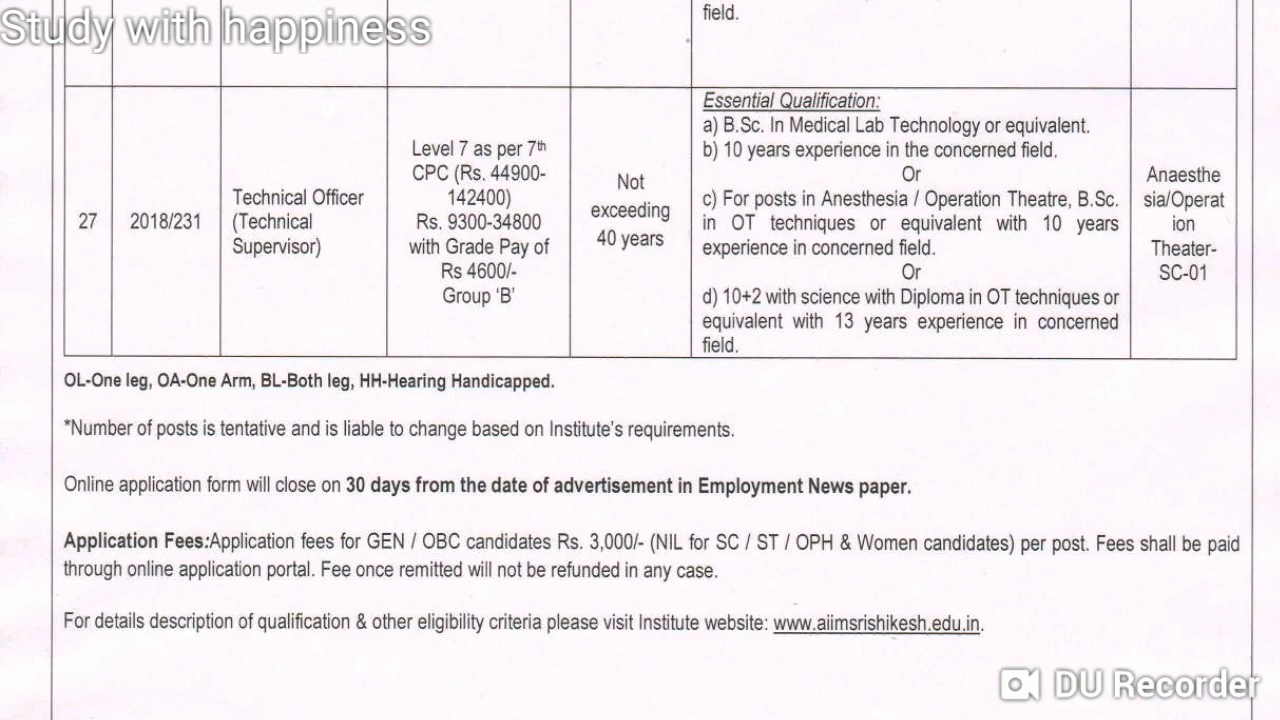 Study with happiness
field.
27
2018/231
Technical Officer
(Technical
Supervisor)
Level 7 as per 7th
CPC (Rs. 44900-
142400)
Rs. 9300-34800
with Grade Pay of
Rs 4600/-
Group ‘B’
Not
exceeding
40 years
Essential Qualification:
a) B.Sc. In Medical Lab Technology or equivalent.
b) 10 years experience in the concerned field.
Or
c) For posts in Anesthesia / Operation Theatre, B.Sc.
in OT techniques or equivalent with 10 years
experience in concerned field.
Or
d) 10+2 with science with Diploma in OT techniques or
equivalent with 13 years experience in concerned
field.
Anaesthe
sia/Operat
ion
Theater-
SC-01
OL-One leg, OA-One Arm, BL-Both leg, HH-Hearing Handicapped.
*Number of posts is tentative and is liable to change based on Institute’s requirements.
Online application form will close on 30 days from the date of advertisement in Employment News paper.
Application Fees:Application fees for GEN / OBC candidates Rs. 3,000/- (NIL for SC / ST / OPH & Women candidates) per post. Fees shall be paid
through online application portal. Fee once remitted will not be refunded in any case.
For details description of qualification & other eligibility criteria please visit Institute website: www.aiimsrishikesh.edu.in.
DU Recorder